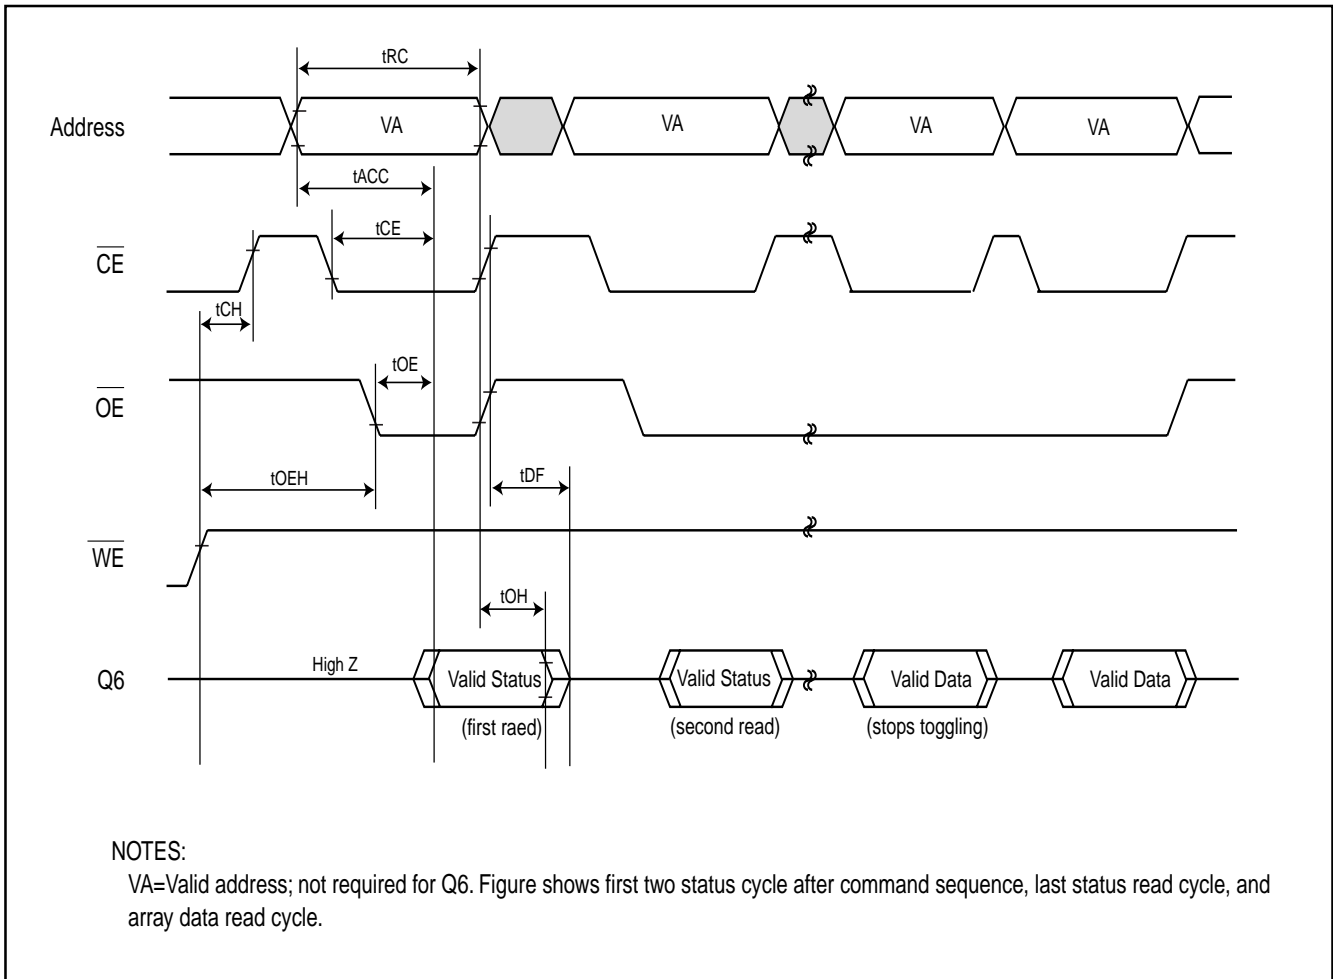 tRC
Address
VA
VA
VA
VA
tACC
tCE
CE
tCH
tOE
OE
tOEH
tDF
WE
tOH
Q6
High Z
Valid Status
Valid Status
Valid Data
Valid Data
(first raed)
(second read)
(stops toggling)
NOTES:
VA=Valid address; not required for Q6. Figure shows first two status cycle after command sequence, last status read cycle, and
array data read cycle.